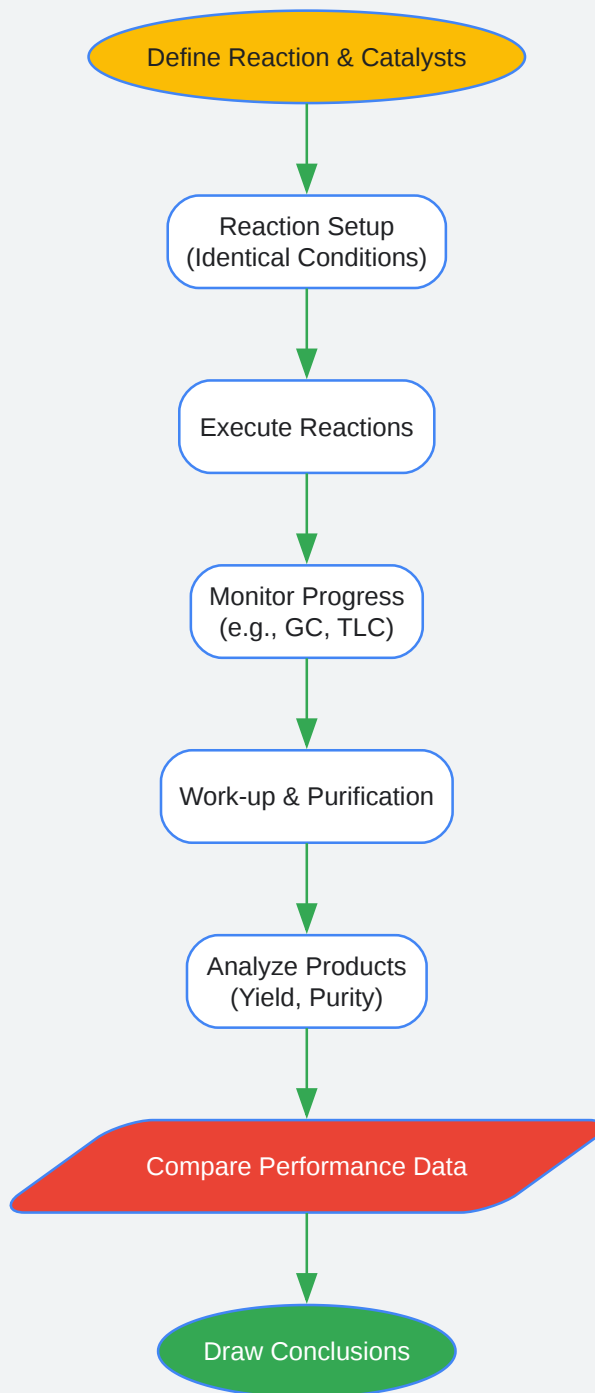 Define Reaction & Catalysts
Reaction Setup
(Identical Conditions)
Execute Reactions
Monitor Progress
(e.g., GC, TLC)
Work-up & Purification
Analyze Products
(Yield, Purity)
Compare Performance Data
Draw Conclusions